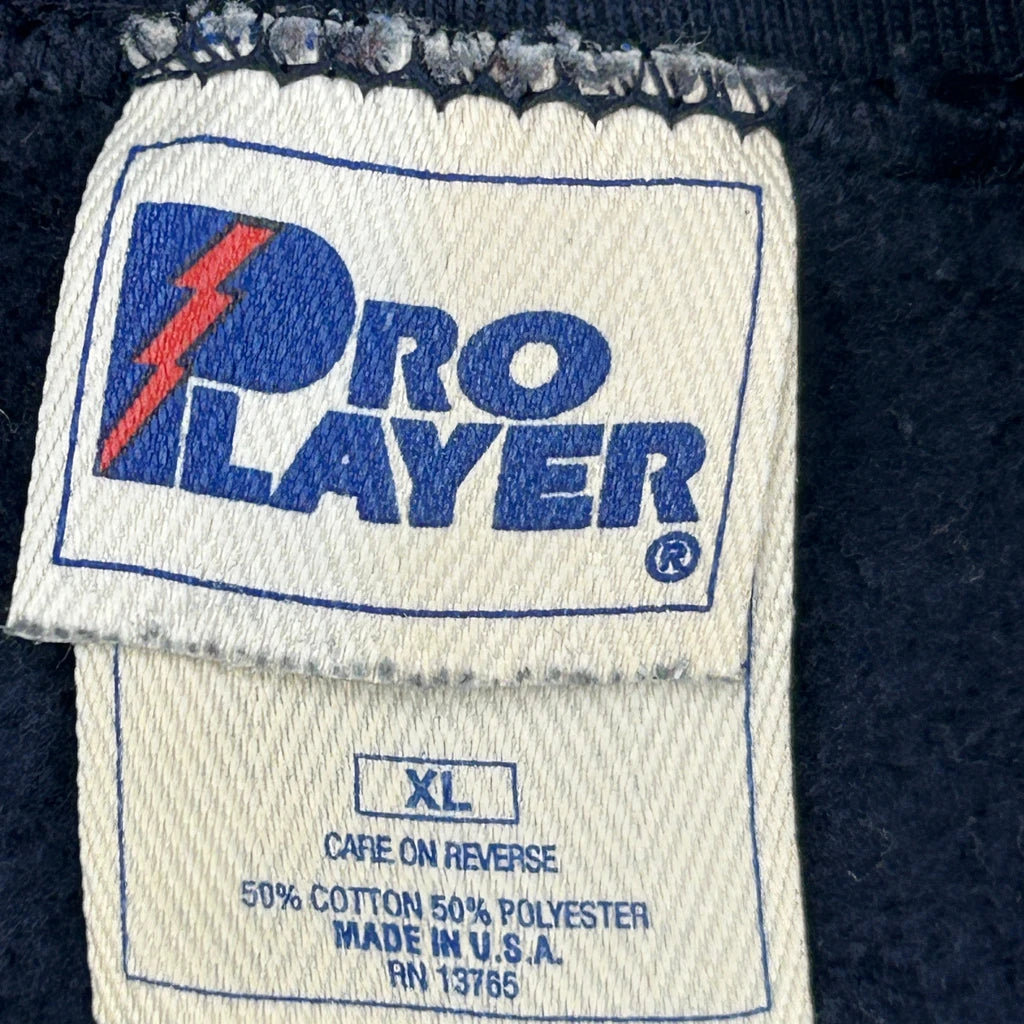 PRO
PLAYER®
XL
CARE ON REVERSE
50% COTTON 50% POLYESTER
MADE IN U.S.A.
RN 13765